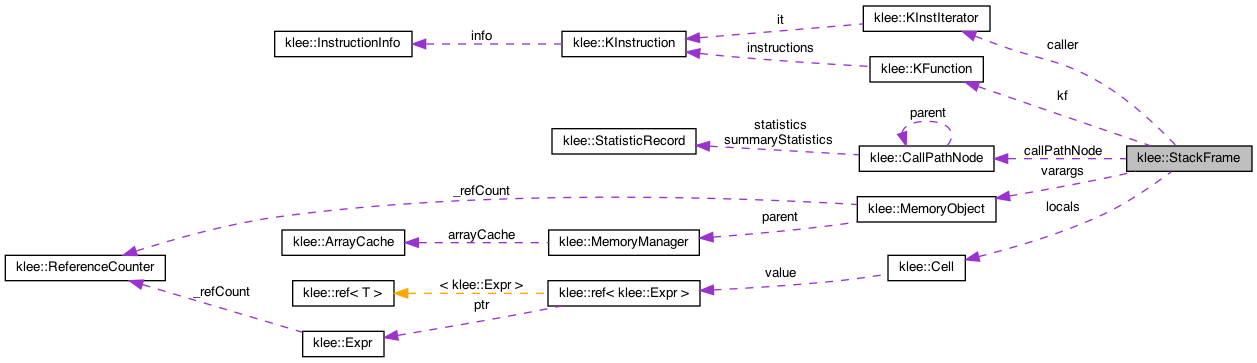 klee::KInstIterator
it
klee::InstructionInfo
info
klee::KInstruction
caller
instructions
klee::KFunction
kf
parent
statistics
summaryStatistics
klee::StatisticRecord
klee::CallPathNode
callPathNode
klee::StackFrame
varargs
_refCount
klee::MemoryObject
locals
parent
klee::ArrayCache
arrayCache
klee::MemoryManager
klee::ReferenceCounter
klee::Cell
value
klee::ref< T >
< klee::Expr >
klee::ref< klee::Expr >
_refCount
ptr
klee::Expr